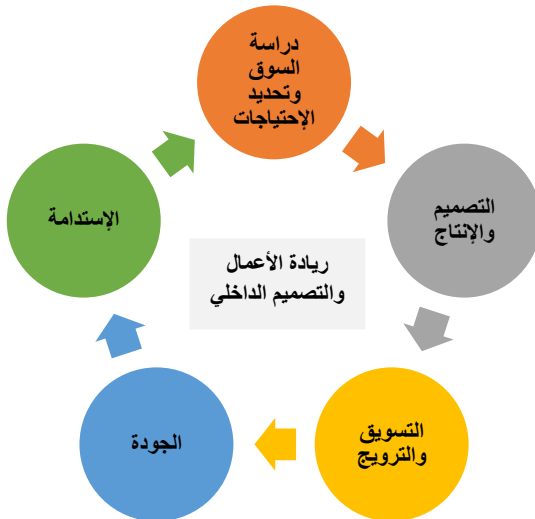 دراسة
السوق
وتحديد
الإحتياجات
التصميم
والإنتاج
التسويق
والترويج
الجودة
الإستدامة
ريادة الأعمال
والتصميم الداخلي